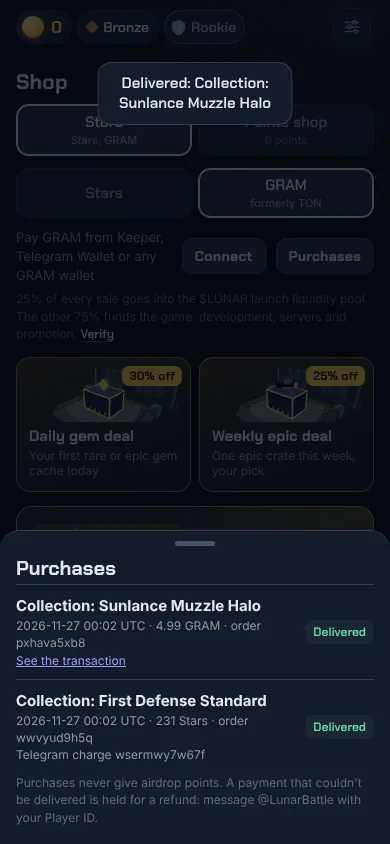 0
Bronze
Rookie
Shop
Delivered: Collection:
Sunlance Muzzle Halo
Stars, GRAM
Points shop
0 points
Stars
GRAM
formerly TON
Pay GRAM from Keeper,
Telegram Wallet or any
GRAM wallet
Connect
Purchases
25% of every sale goes into the $LUNAR launch liquidity pool.
The other 75% funds the game: development, servers and
promotion. Verify
30% off
Daily gem deal
Your first rare or epic gem
cache today
25% off
Weekly epic deal
One epic crate this week,
your pick
Purchases
Collection: Sunlance Muzzle Halo
2026-11-27 00:02 UTC · 4.99 GRAM · order
pxhava5xb8
See the transaction
Delivered
Collection: First Defense Standard
2026-11-27 00:02 UTC · 231 Stars · order
wwvyud9h5q
Telegram charge wsermwy7w67f
Delivered
Purchases never give airdrop points. A payment that couldn't
be delivered is held for a refund: message @LunarBattle with
your Player ID.